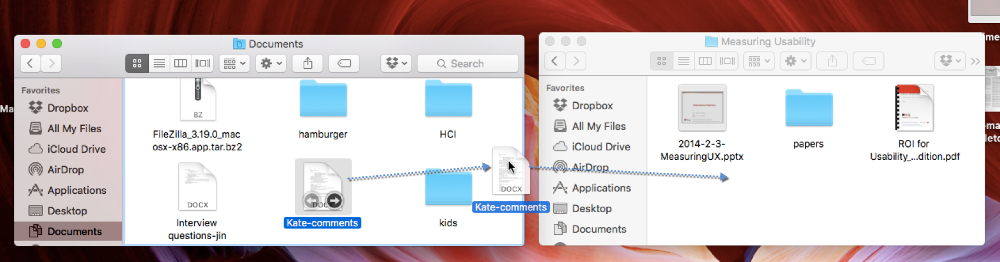 Documents
Search
Favorites
Dropbox
All My Files
iCloud Drive
AirDrop
Applications
Desktop
Documents
BZ
FileZilla_3.19.0_mac
osx-x86.app.tar.bz2
hamburger
HCI
DOCX
Interview
questions-jin
DOCX
Kate-comments
kids
DOCX
Kate-comments
Measuring Usability
Favorites
Dropbox
All My Files
iCloud Drive
AirDrop
Applications
Desktop
Documents
2014-2-3-
MeasuringUX.pptx
papers
ROI for
Usability_...dition.pdf
Ma